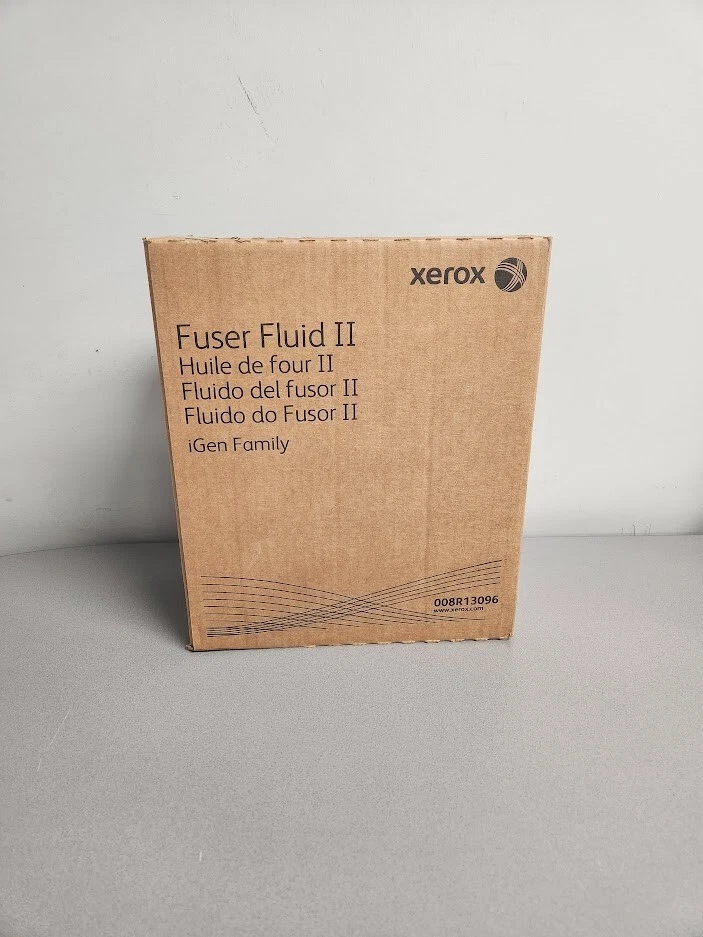 xerox
Fuser Fluid II
Huile de four II
Fluido del fusor II
Fluido do Fusor II
iGen Family
008R13096
www.xerox.com